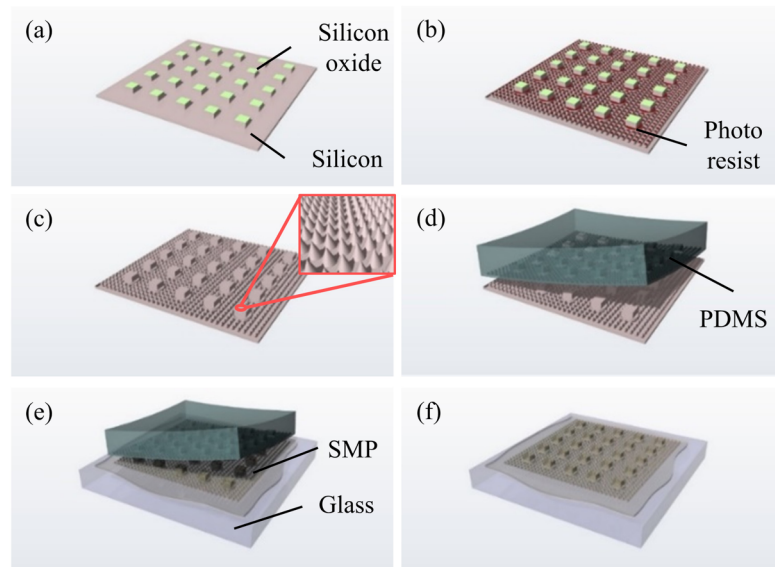 (a)
Silicon
oxide
Silicon
(b)
Photo
resist
(c)
(d)
PDMS
(e)
SMP
Glass
(f)